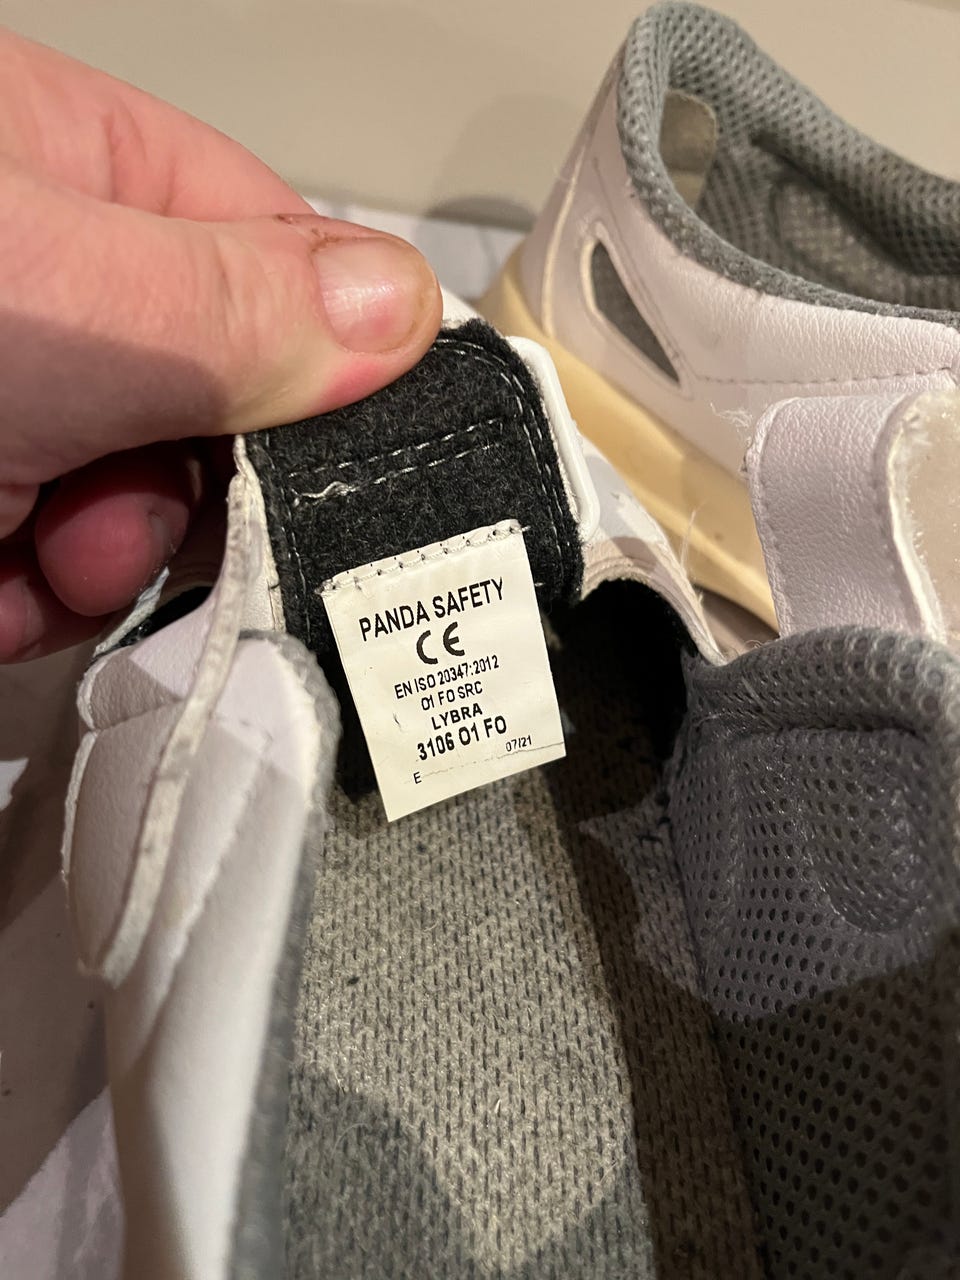 PANDA SAFETY
CE
EN ISO 20347:2012
O1 FO SRC
LYBRA
3106 O1 FO
07/21
E